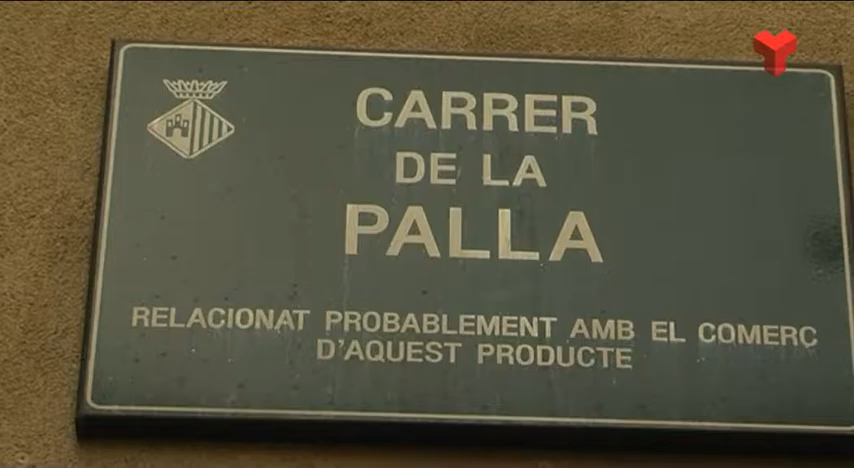 CARRER
DE LA
PALLA
RELACIONAT PROBABLEMENT AMB EL COMERÇ
D'AQUEST PRODUCTE